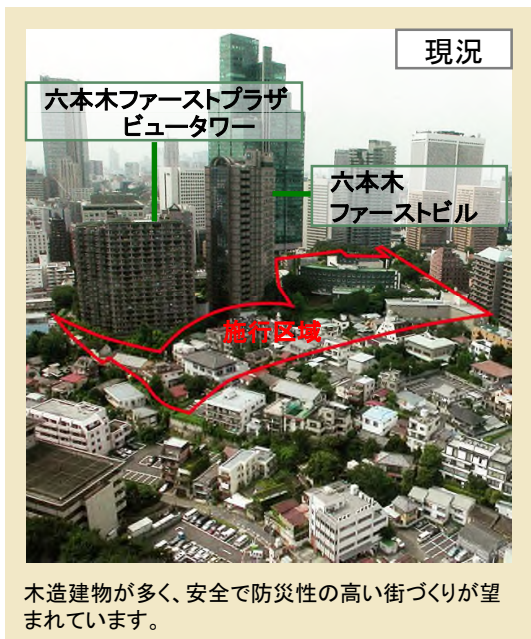 現況
六本木ファーストプラザ
ビュータワー
六本木
ファーストビル
施行区域
木造建物が多く、安全で防災性の高い街づくりが望
まれています。